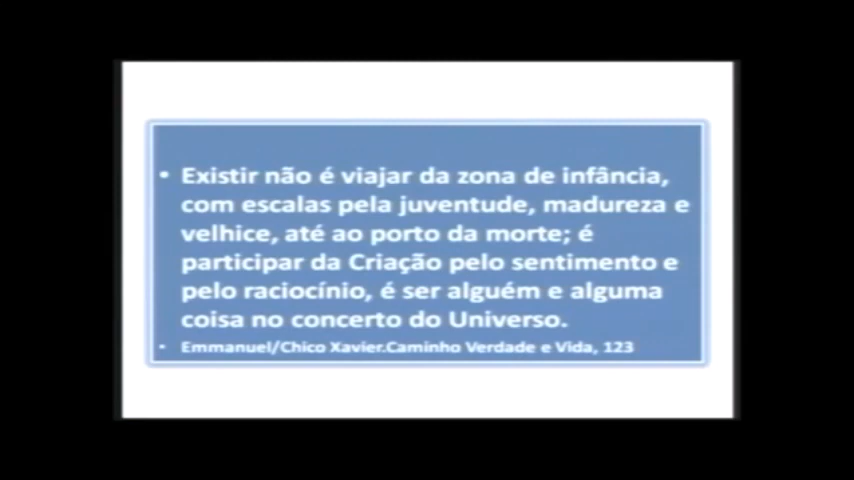 • Existir não é viajar da zona de infância,
com escalas pela juventude, madureza e
velhice, até ao porto da morte; é
participar da Criação pelo sentimento e
pelo raciocínio, é ser alguém e alguma
coisa no concerto do Universo.
• Emmanuel/Chico Xavier.Caminho Verdade e Vida, 123